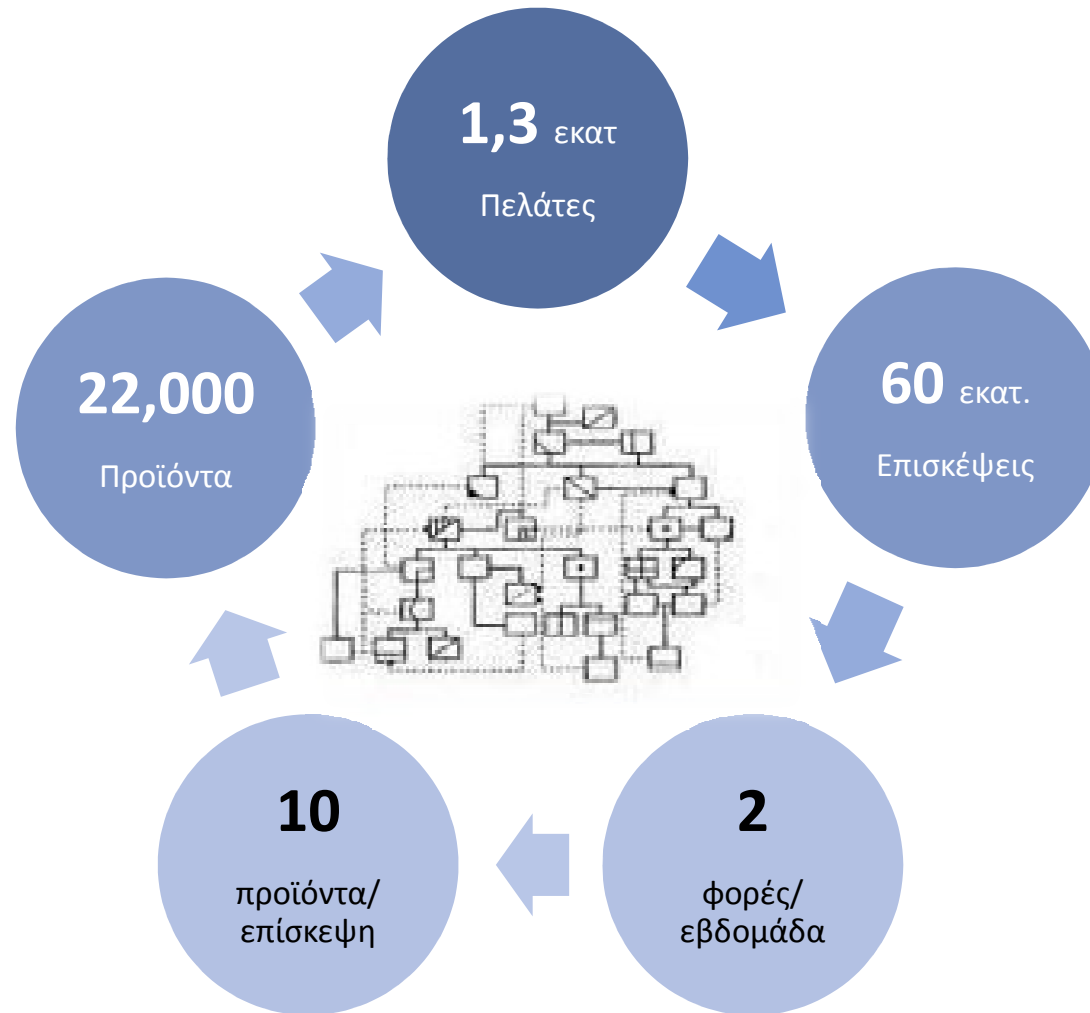 1,3 εκατ
Πελάτες
60 εκατ.
Επισκέψεις
2
φορές/
εβδομάδα
10
προϊόντα/
επίσκεψη
22,000
Προϊόντα